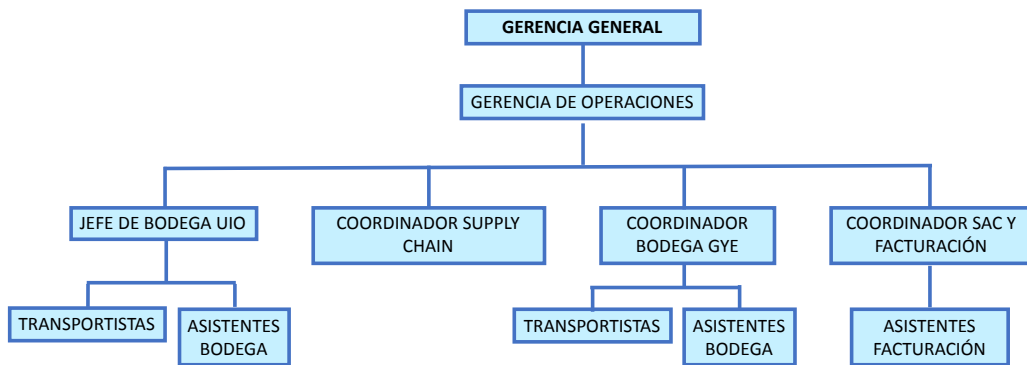 GERENCIA GENERAL
GERENCIA DE OPERACIONES
JEFE DE BODEGA UIO
COORDINADOR SUPPLY
CHAIN
COORDINADOR
BODEGA GYE
COORDINADOR SAC Y
FACTURACIÓN
TRANSPORTISTAS
ASISTENTES
BODEGA
TRANSPORTISTAS
ASISTENTES
BODEGA
ASISTENTES
FACTURACIÓN